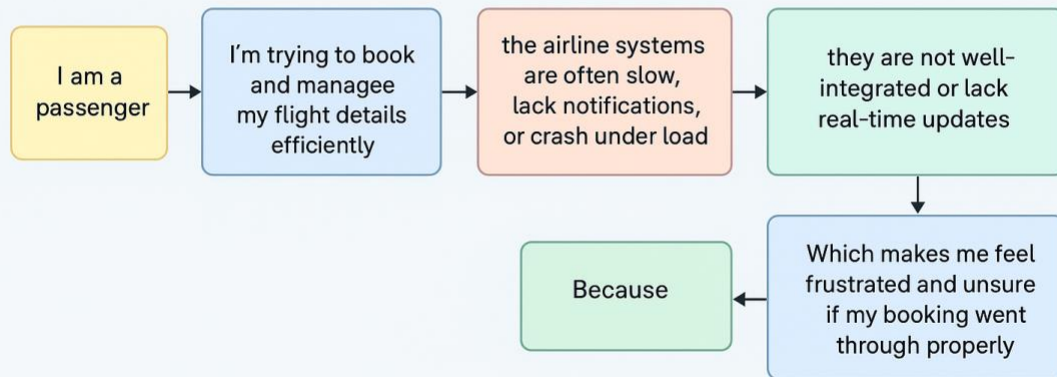 I am a
passenger
I’m trying to book
and managee
my flight details
efficiently
the airline systems
are often slow,
lack notifications,
or crash under load
they are not well-
integrated or lack
real-time updates
Which makes me feel
frustrated and unsure
if my booking went
through properly
Because